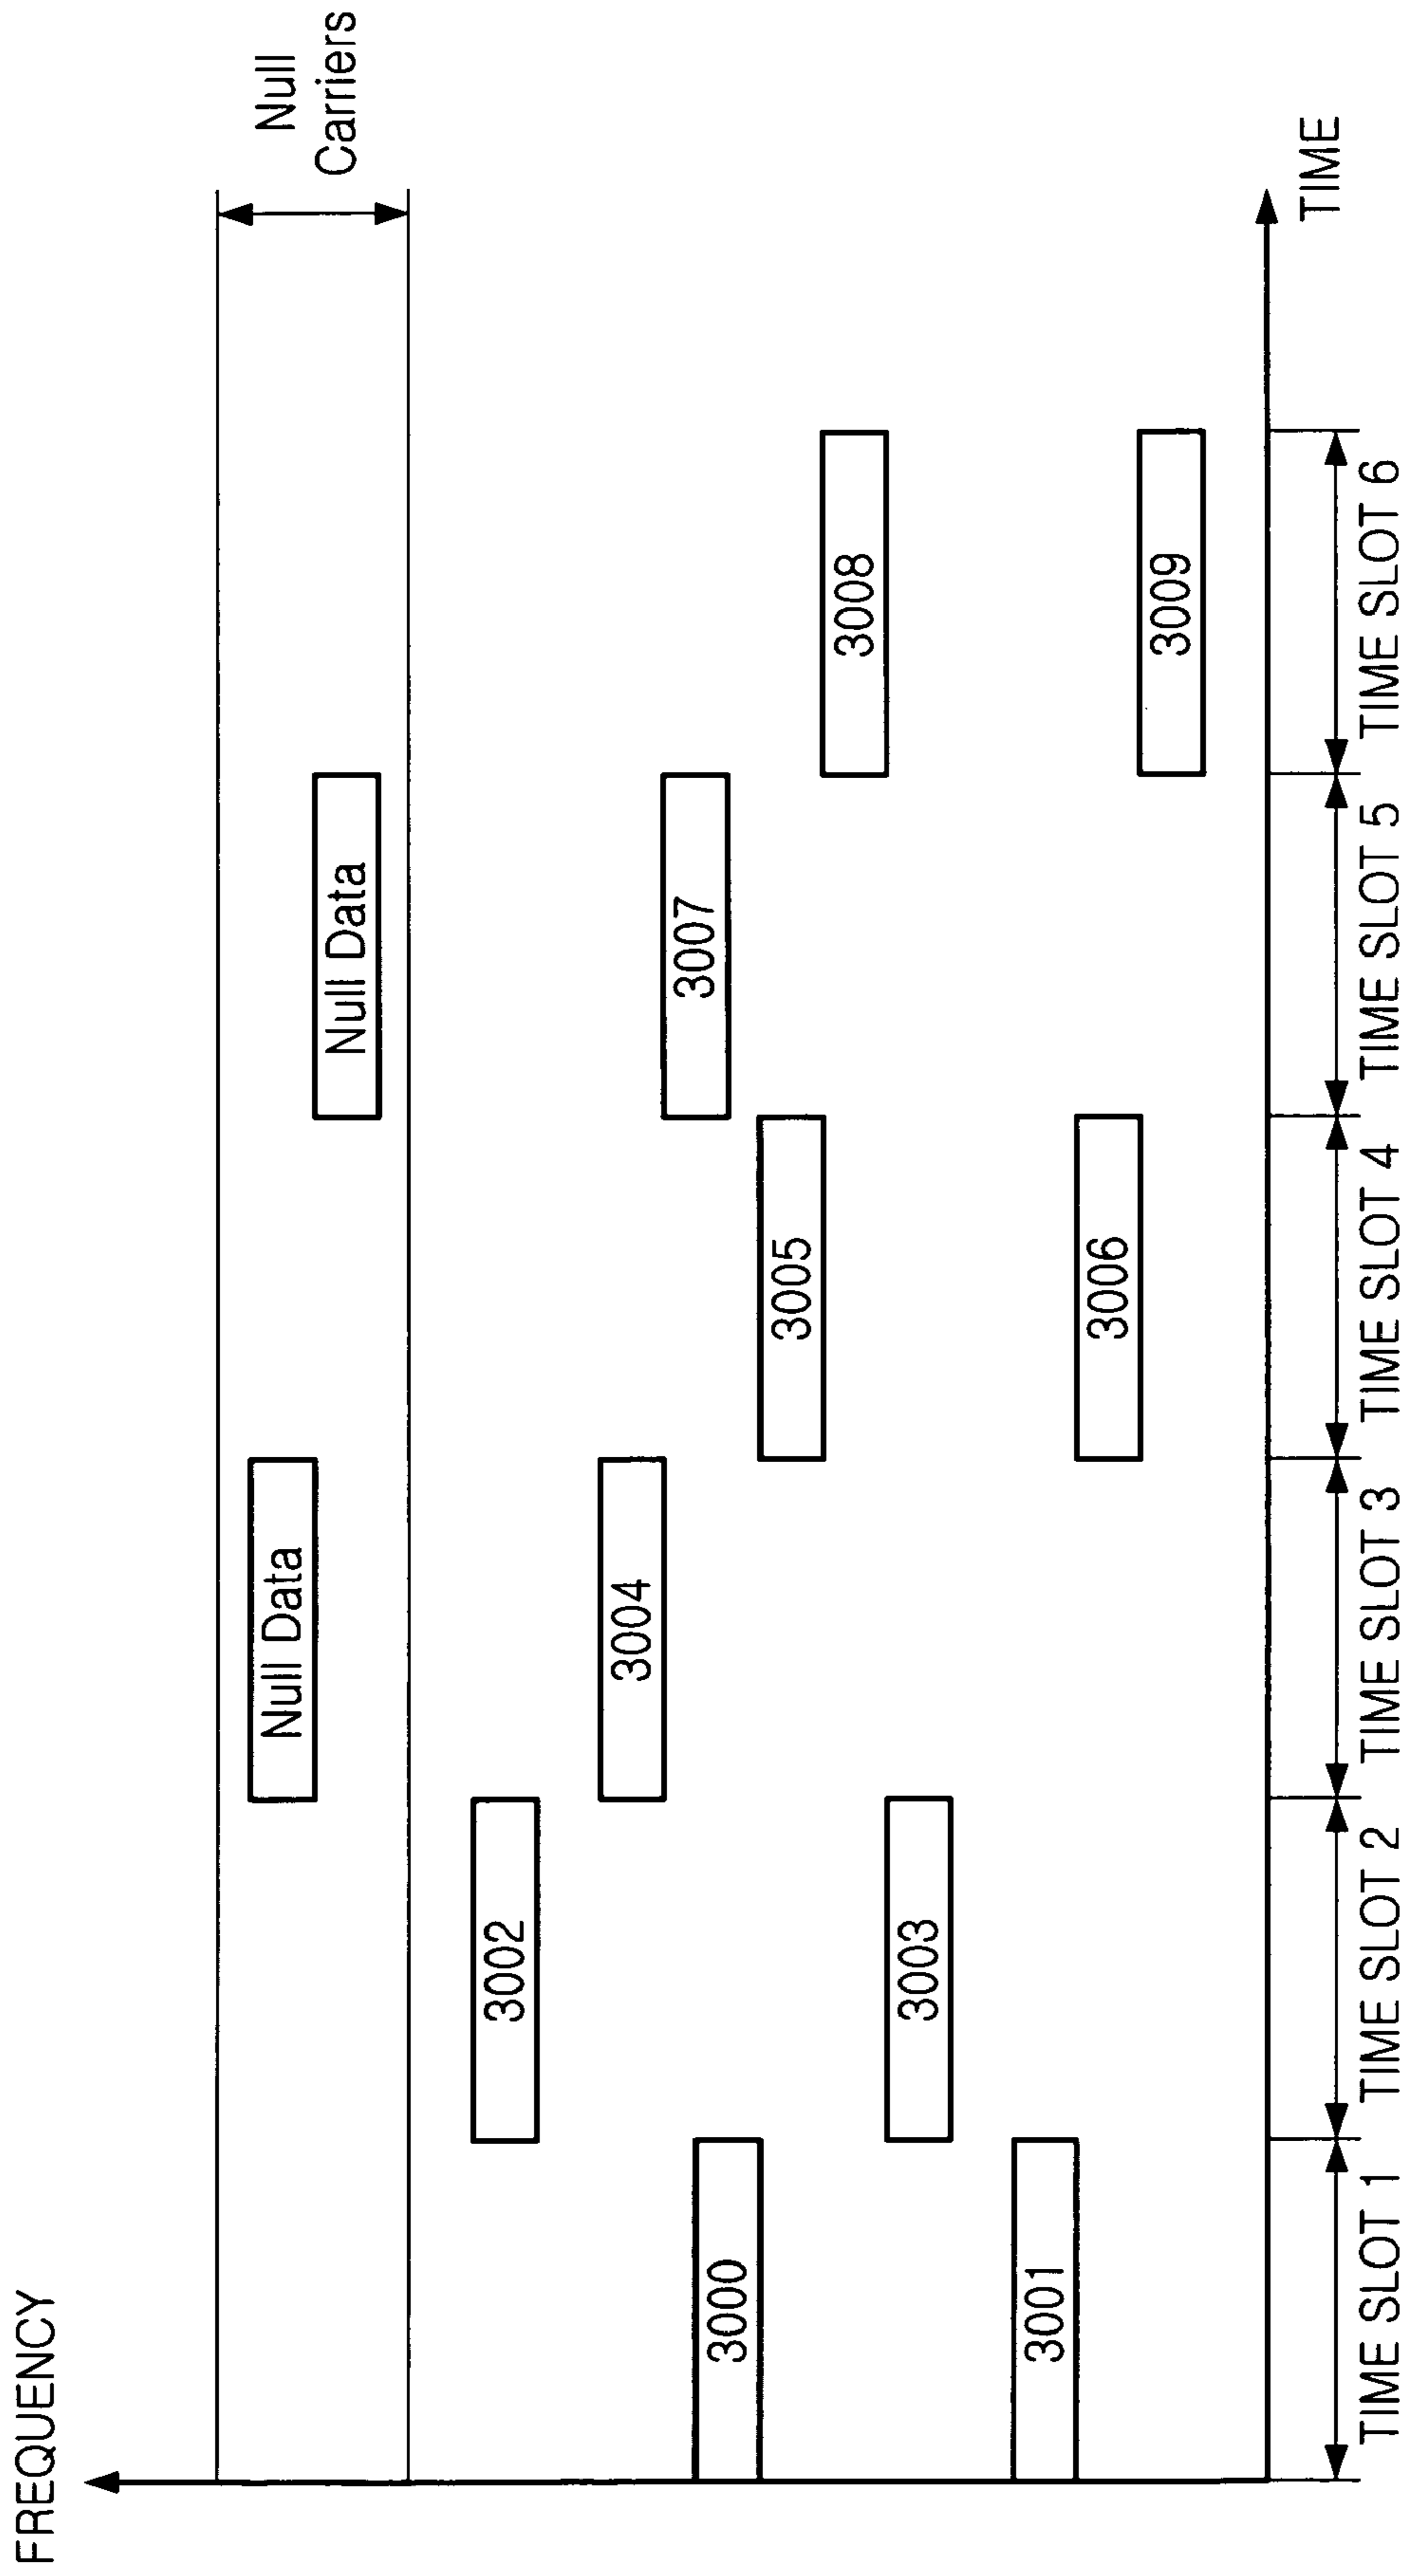 FREQUENCY
Null
Carriers
Null Data
Null Data
3002
3004
3007
3000
3005
3008
3003
3001
3006
3009
TIME
TIME SLOT 1
TIME SLOT 2
TIME SLOT 3
TIME SLOT 4
TIME SLOT 5
TIME SLOT 6